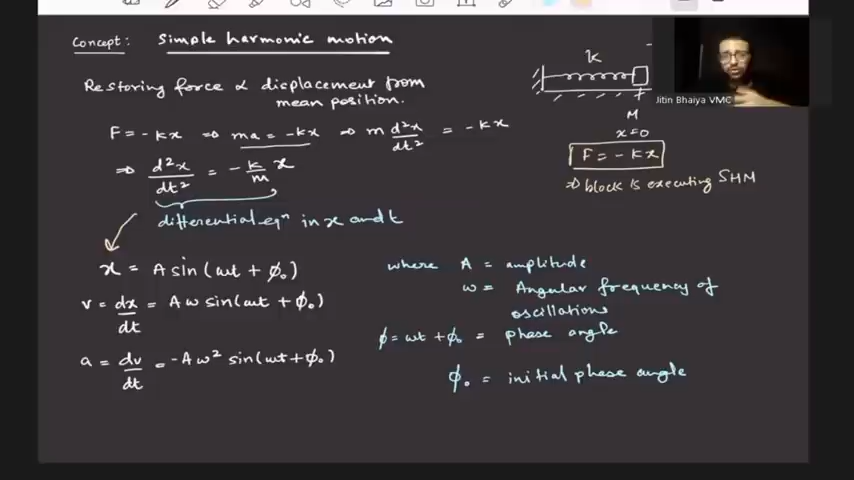 Concept: Simple harmonic motion
Restoring force ∝ displacement from
mean position.
F = -kx ⇒ ma = -kx ⇒ m d²x/dt² = -kx
⇒ d²x/dt² = -k/m x
differential eqⁿ in x and t
x = A sin (ωt + ϕ₀)
v = dx/dt = Aω sin(ωt + ϕ₀)
a = dv/dt = -Aω² sin(ωt + ϕ₀)
k
M
x=0
F = -kx
⇒ block is executing SHM
where A = amplitude
ω = Angular frequency of
oscillations
ϕ = ωt + ϕ₀ = phase angle
ϕ₀ = initial phase angle
Jitin Bhaiya VMC